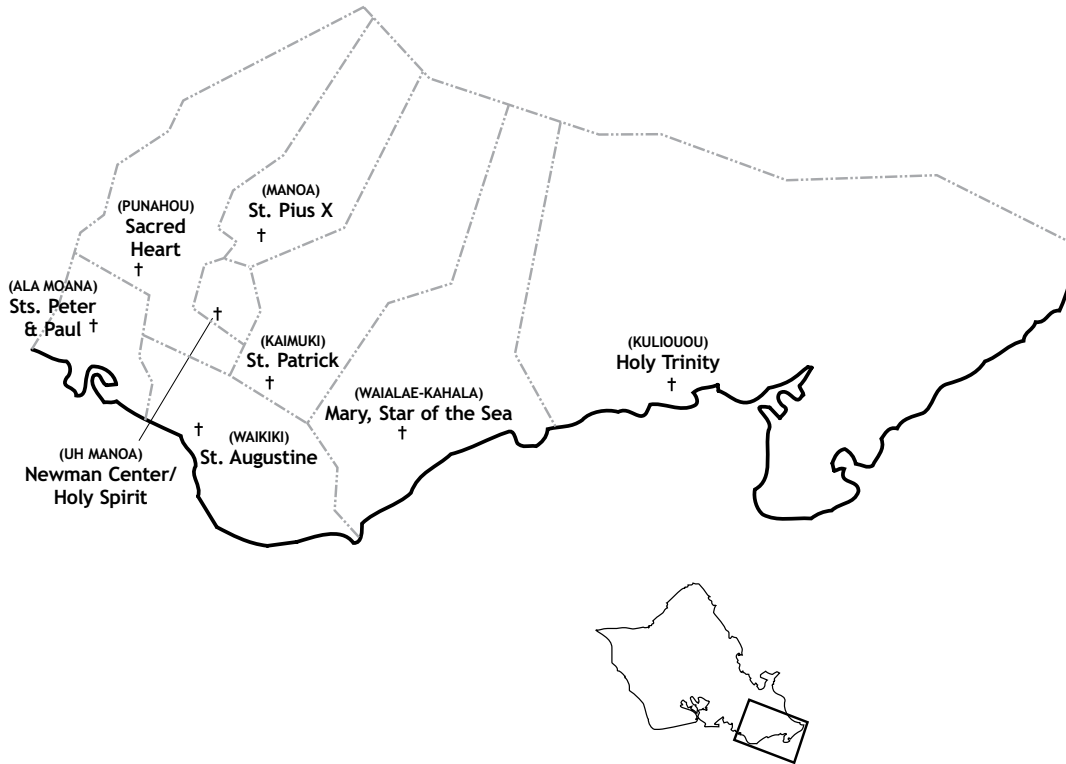 (MANOA)
St. Pius X
(PUNAHOU)
Sacred
Heart
(ALA MOANA)
Sts. Peter
& Paul
(KAIMUKI)
St. Patrick
(KULIOUOU)
Holy Trinity
(WAIALAE-KAHALA)
Mary, Star of the Sea
(WAIKIKI)
St. Augustine
(UH MANOA)
Newman Center/
Holy Spirit